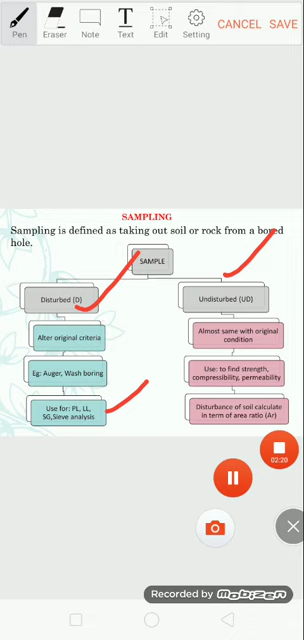 CANCEL SAVE
Pen Eraser Note Text Edit Setting
SAMPLING
Sampling is defined as taking out soil or rock from a bored
hole.
SAMPLE
Disturbed (D)
Undisturbed (UD)
Alter original criteria
Almost same with original
condition
Eg: Auger, Wash boring
Use: to find strength,
compressibility, permeability
Use for: PL, LL,
SG,Sieve analysis
Disturbance of soil calculate
in term of area ratio (Ar)
02:20
Recorded by Mobizen